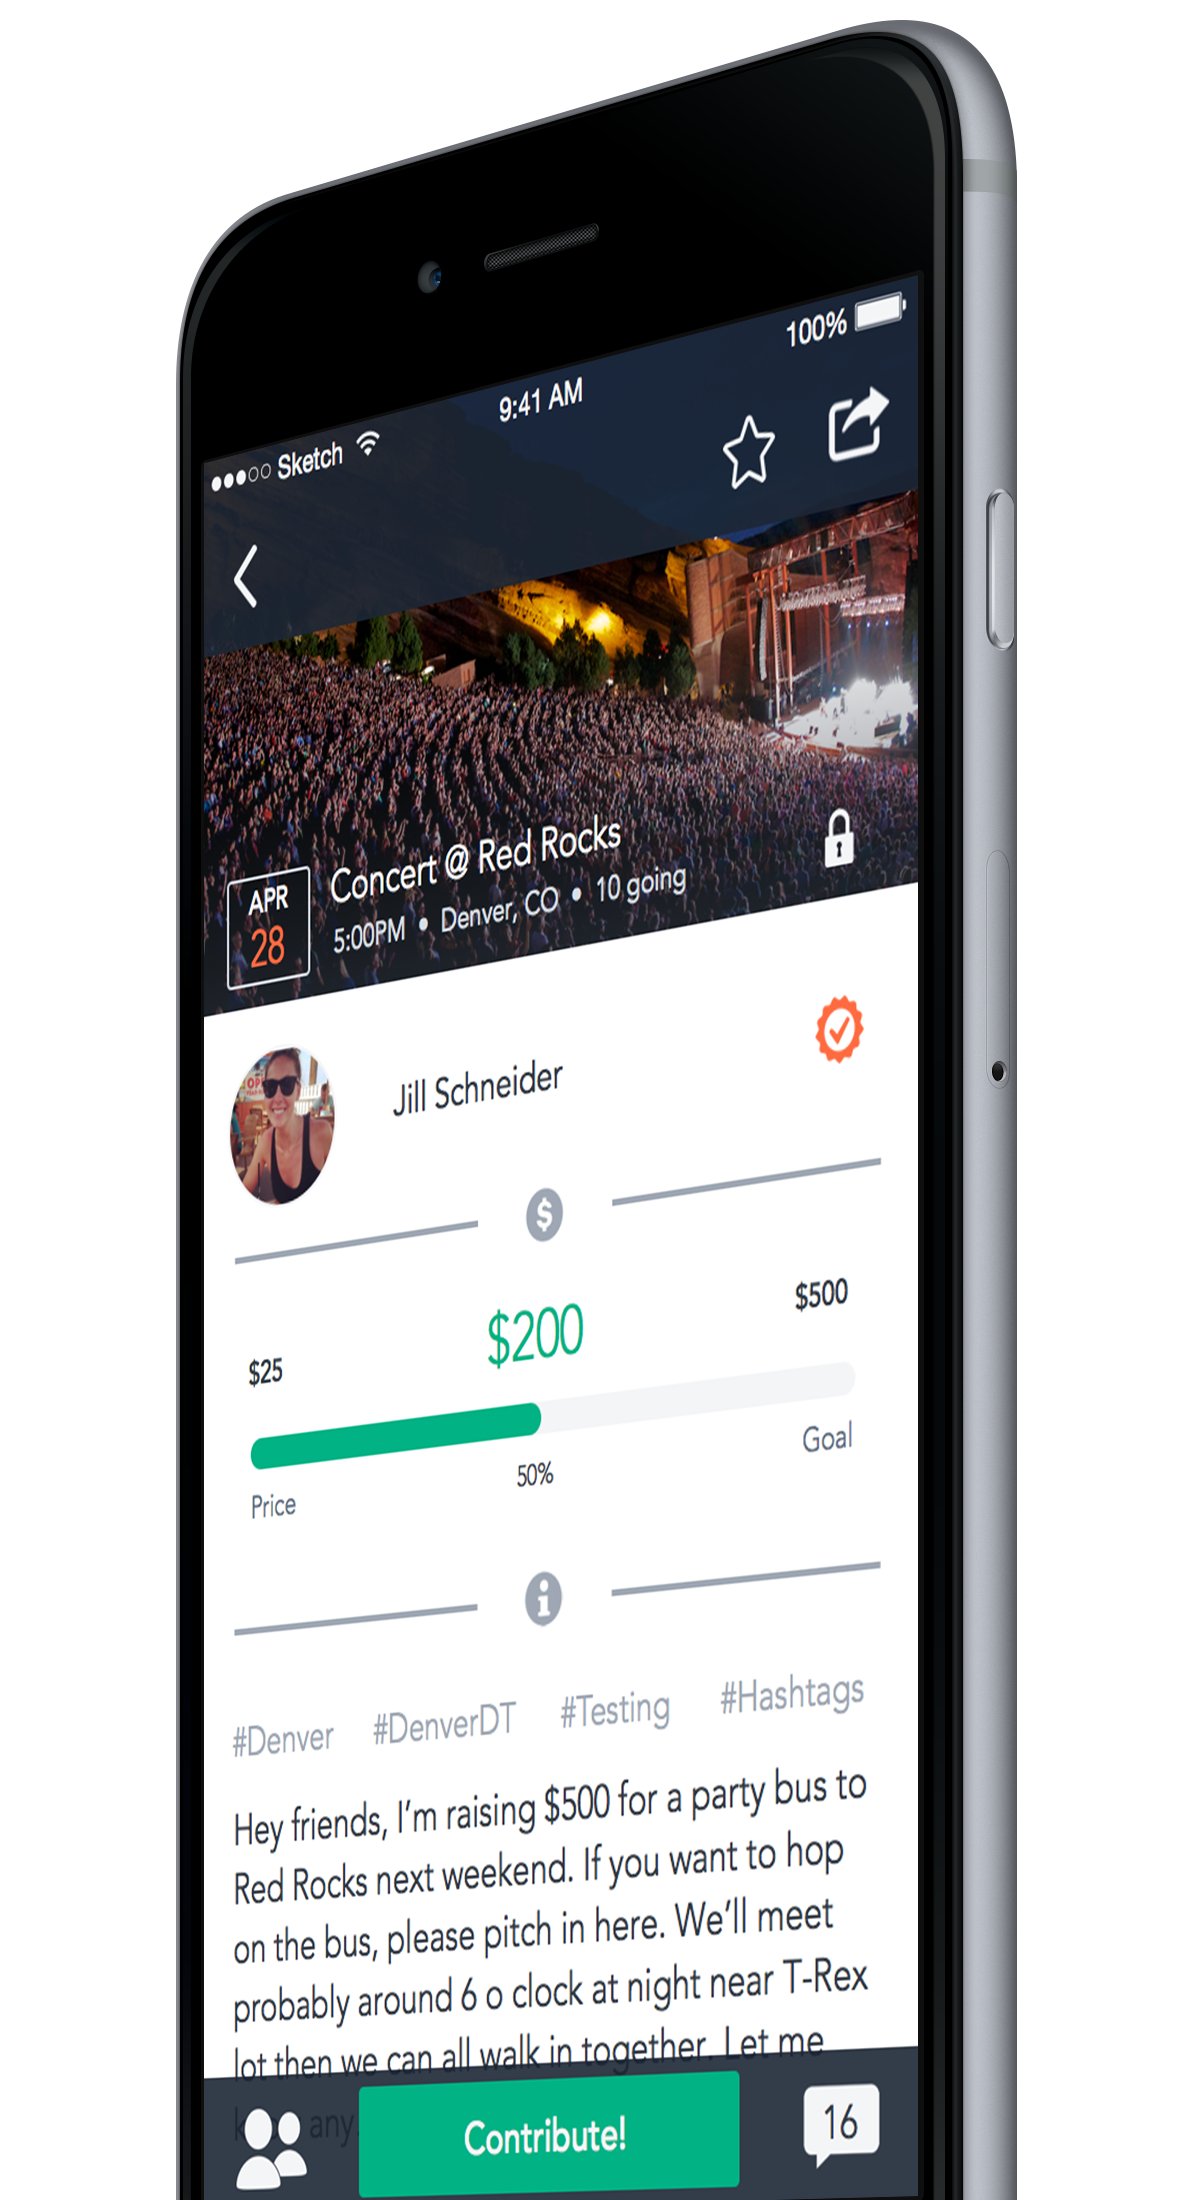 100%
9:41 AM
Sketch
APR
28
Concert @ Red Rocks
5:00PM • Denver, CO • 10 going
Jill Schneider
$
$25
$200
$500
Price
50%
Goal
i
#Denver #DenverDT #Testing #Hashtags
Hey friends, I'm raising $500 for a party bus to
Red Rocks next weekend. If you want to hop
on the bus, please pitch in here. We'll meet
probably around 6 o clock at night near T-Rex
lot then we can all walk in together. Let me
any
Contribute!
16